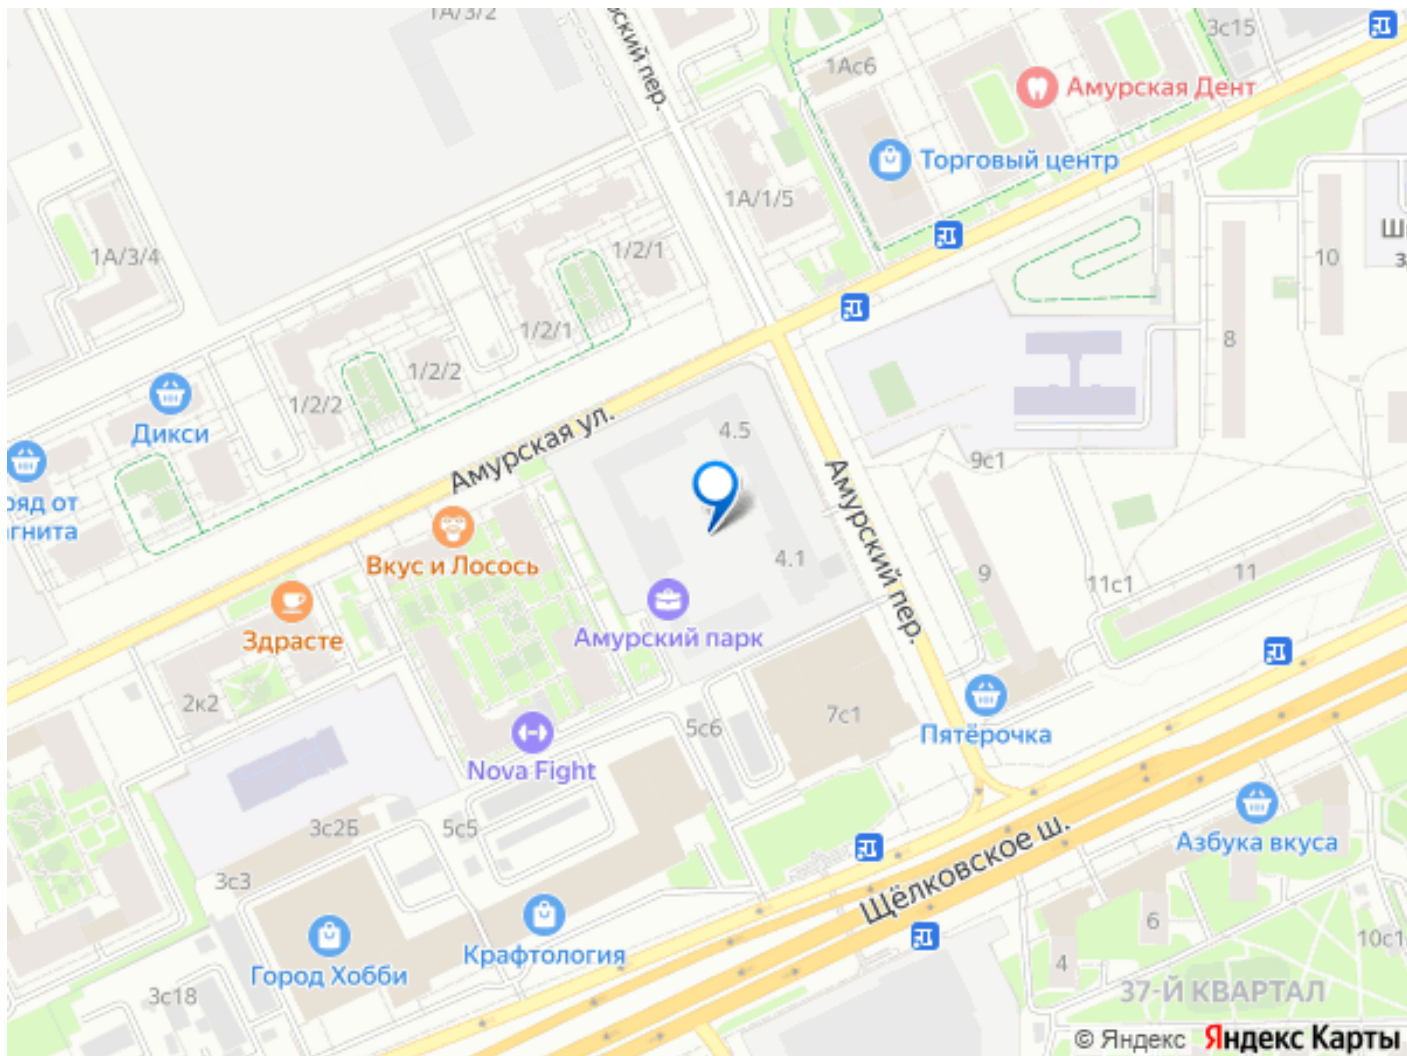 1А/3/2
ский пер.
3с15
1Ас6
Амурская Дент
Торговый центр
1А/1/5
1А/3/4
1/2/1
10
1/2/1
8
1/2/2
1/2/2
Дикси
Амурская ул.
4.5
9с1
Амурский пер.
Вкус и Лосось
4.1
9
11с1
11
Здрасте
Амурский парк
2к2
5с6
7с1
Пятёрочка
Nova Fight
3с2Б
5с5
Азбука вкуса
3с3
Щёлковское ш.
6
Крафтология
Город Хобби
4
10с1
3с18
37-Й КВАРТАЛ
© Яндекс Яндекс Карты